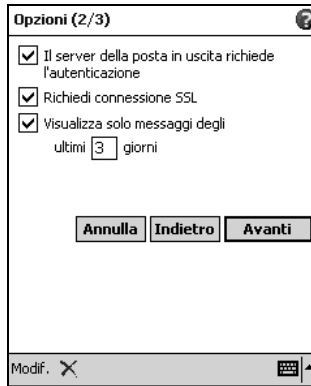 Opzioni (2/3)
Il server della posta in uscita richiede
l'autenticazione
Richiedi connessione SSL
Visualizza solo messaggi degli
ultimi 3 giorni
Annulla Indietro Avanti
Modif.